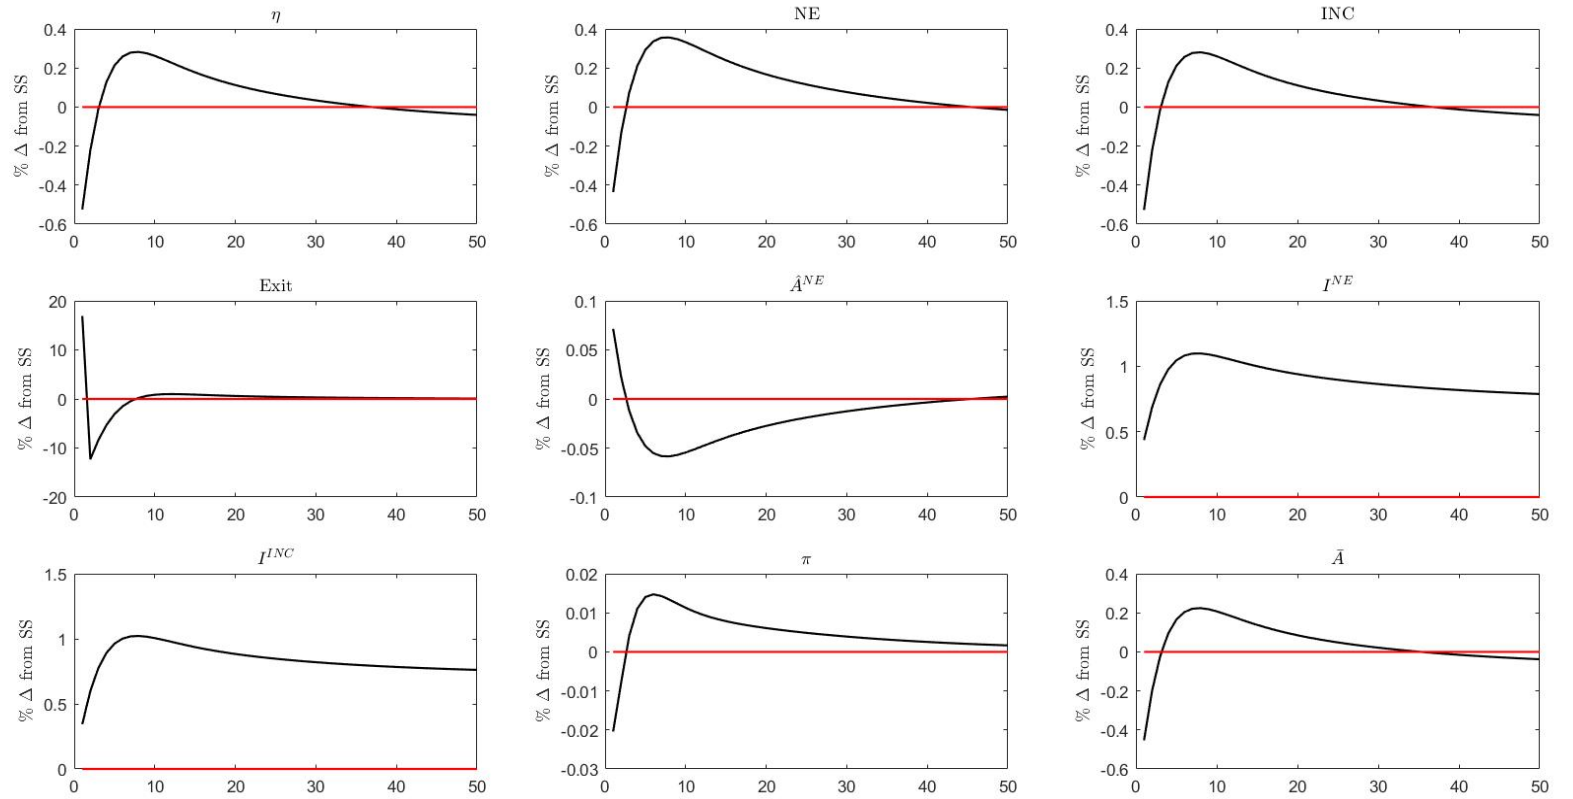 η
0.4
0.2
0
-0.2
-0.4
-0.6
% Δ from SS
0 10 20 30 40 50
NE
0.4
0.2
0
-0.2
-0.4
-0.6
% Δ from SS
0 10 20 30 40 50
INC
0.4
0.2
0
-0.2
-0.4
-0.6
% Δ from SS
0 10 20 30 40 50
Exit
20
10
0
-10
-20
% Δ from SS
0 10 20 30 40 50
Â^{NE}
0.1
0.05
0
-0.05
-0.1
% Δ from SS
0 10 20 30 40 50
I^{NE}
1.5
1
0.5
0
% Δ from SS
0 10 20 30 40 50
I^{INC}
1.5
1
0.5
0
% Δ from SS
0 10 20 30 40 50
π
0.02
0.01
0
-0.01
-0.02
-0.03
% Δ from SS
0 10 20 30 40 50
Ā
0.4
0.2
0
-0.2
-0.4
-0.6
% Δ from SS
0 10 20 30 40 50